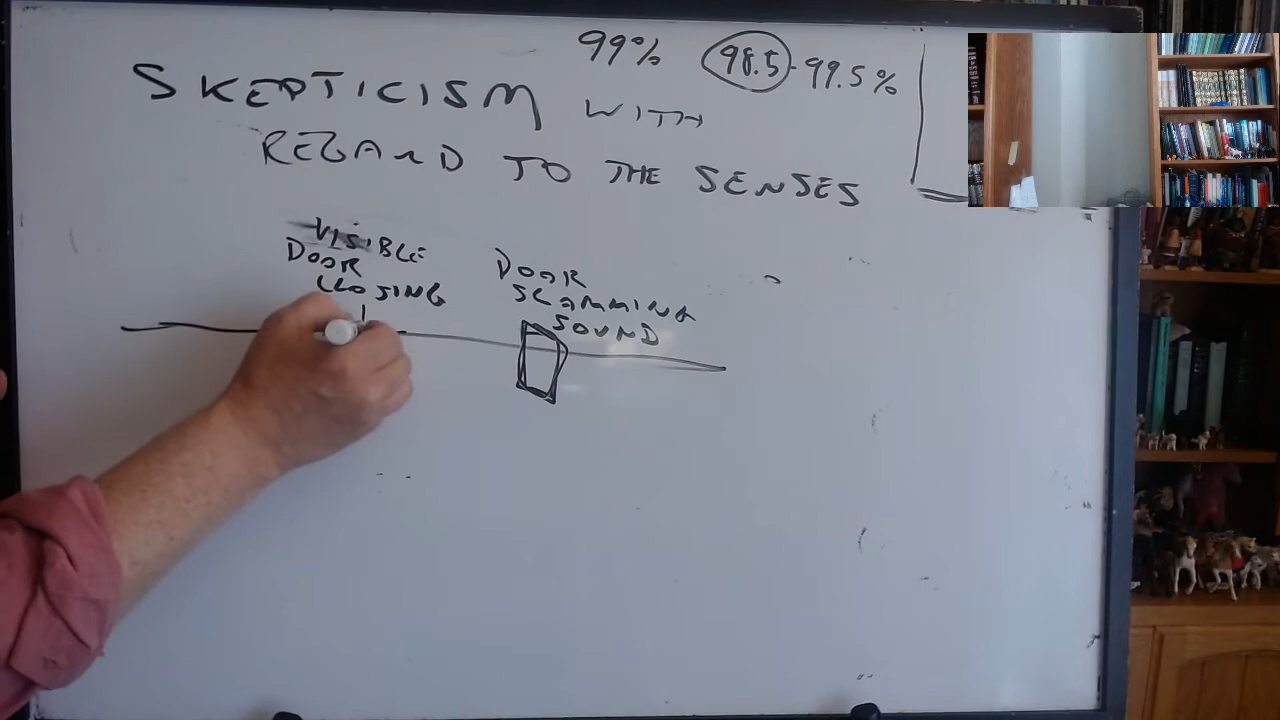 99% 98.5-99.5%
SKEPTICISM WITH
REGARD TO THE SENSES
VISIBLE
DOOR
CLOSING
DOOR
SLAMMING
SOUND